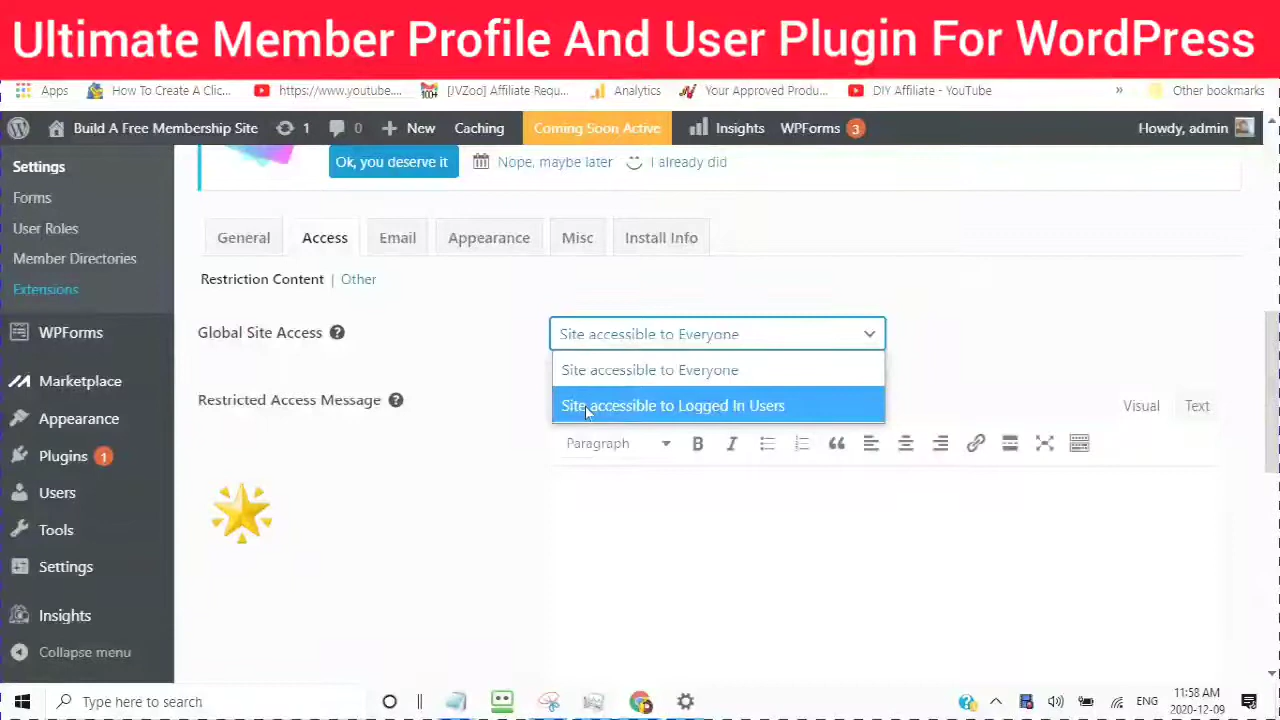 Ultimate Member Profile And User Plugin For WordPress
Apps How To Create A Clic... https://www.youtube.... [JVZoo] Affiliate Requ... Analytics Your Approved Produ... DIY Affiliate - YouTube » Other bookmarks
Build A Free Membership Site 1 0 New Caching Coming Soon Active Insights WPForms 3 Howdy, admin
Settings
Forms
User Roles
Member Directories
Extensions
WPForms
Marketplace
Appearance
Plugins 1
Users
Tools
Settings
Insights
Collapse menu
Ok, you deserve it Nope, maybe later I already did
General Access Email Appearance Misc Install Info
Restriction Content | Other
Global Site Access ? Site accessible to Everyone
Site accessible to Everyone
Site accessible to Logged In Users
Restricted Access Message ? Visual Text
Paragraph B I
Type here to search ENG 11:58 AM
2020-12-09